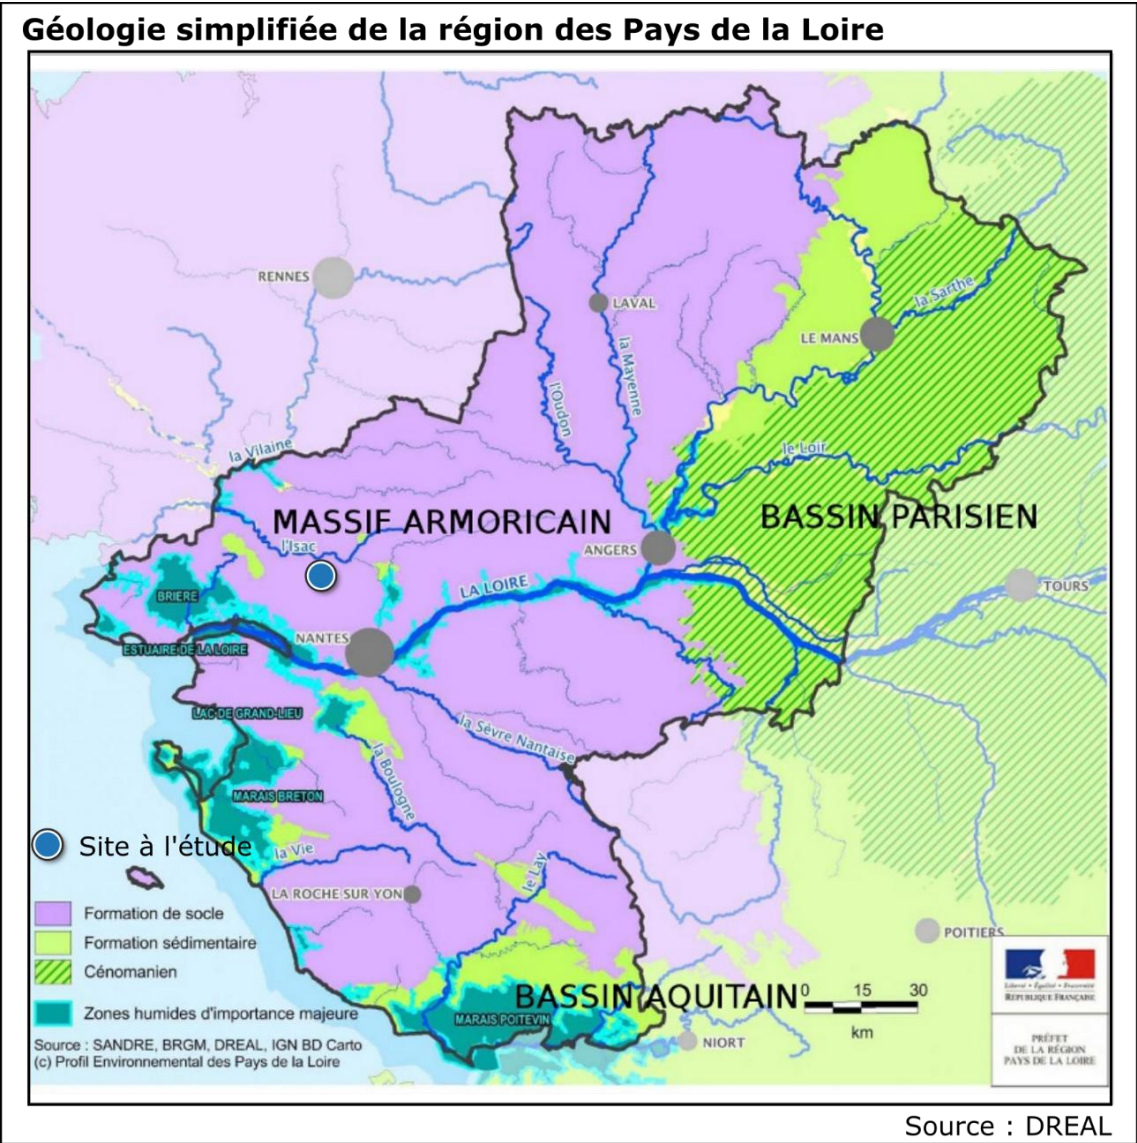 Géologie simplifiée de la région des Pays de la Loire
RENNES
LAVAL
la Sarthe
LE MANS
la Mayenne
l'Oudon
la Vilaine
le Loir
MASSIF ARMORICAIN
BASSIN PARISIEN
l'Isac
ANGERS
LA LOIRE
TOURS
BRIERE
NANTES
ESTUAIRE DE LA LOIRE
LAC DE GRAND-LIEU
la Sèvre Nantaise
la Boulogne
MARAIS BRETON
Site à l'étude
la Vie
le Lay
LA ROCHE SUR YON
Formation de socle
Formation sédimentaire
Cénomanien
Zones humides d'importance majeure
Source : SANDRE, BRGM, DREAL, IGN BD Carto
(c) Profil Environnemental des Pays de la Loire
POITIERS
BASSIN AQUITAIN
0 15 30
km
MARAIS POITEVIN
NIORT
Liberté • Égalité • Fraternité
RÉPUBLIQUE FRANÇAISE
PRÉFET
DE LA RÉGION
PAYS DE LA LOIRE
Source : DREAL